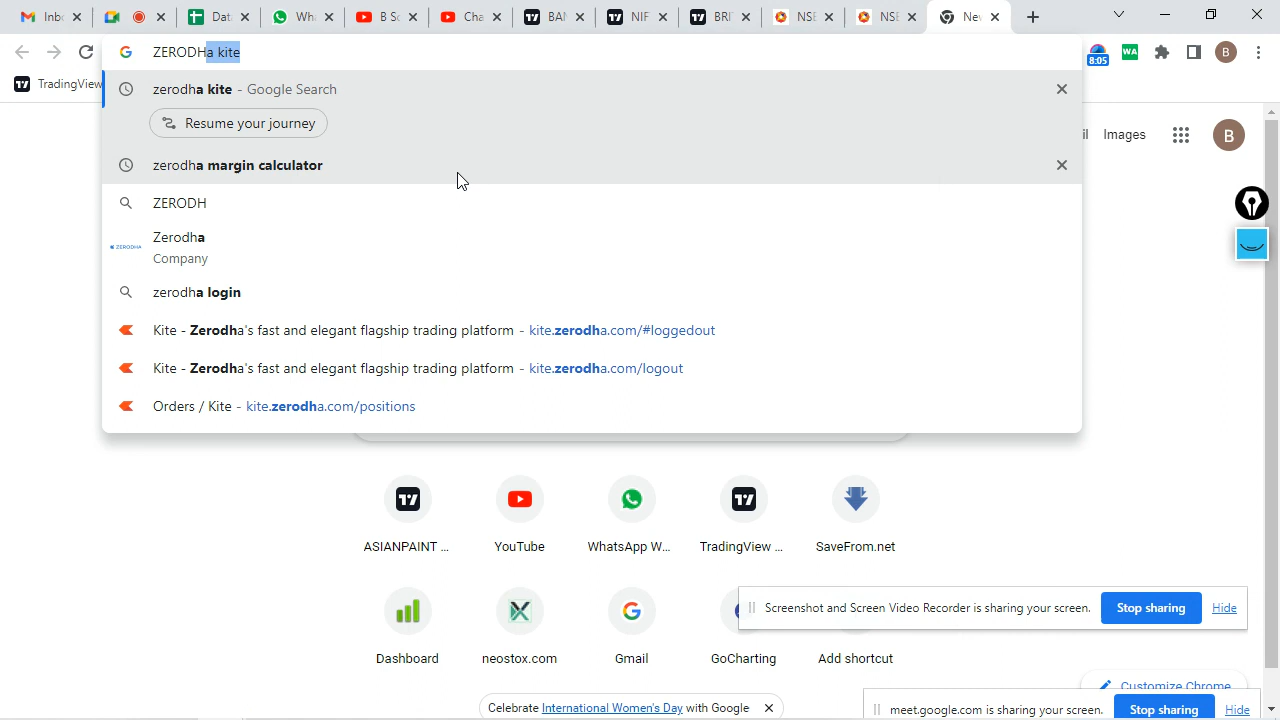 Inb Dat Wh B Sc Cha BAN NIF BRI NSE NSE Ne
ZERODHa kite
8:05 WA B
TradingView
zerodha kite - Google Search
Resume your journey
Images B
zerodha margin calculator
ZERODH
Zerodha
ZERODHA
Company
zerodha login
Kite - Zerodha's fast and elegant flagship trading platform - kite.zerodha.com/#loggedout
Kite - Zerodha's fast and elegant flagship trading platform - kite.zerodha.com/logout
Orders / Kite - kite.zerodha.com/positions
ASIANPAINT ... YouTube WhatsApp W... TradingView ... SaveFrom.net
Screenshot and Screen Video Recorder is sharing your screen. Stop sharing Hide
Dashboard neostox.com Gmail GoCharting Add shortcut
Customize Chrome
Celebrate International Women's Day with Google
meet.google.com is sharing your screen. Stop sharing Hide